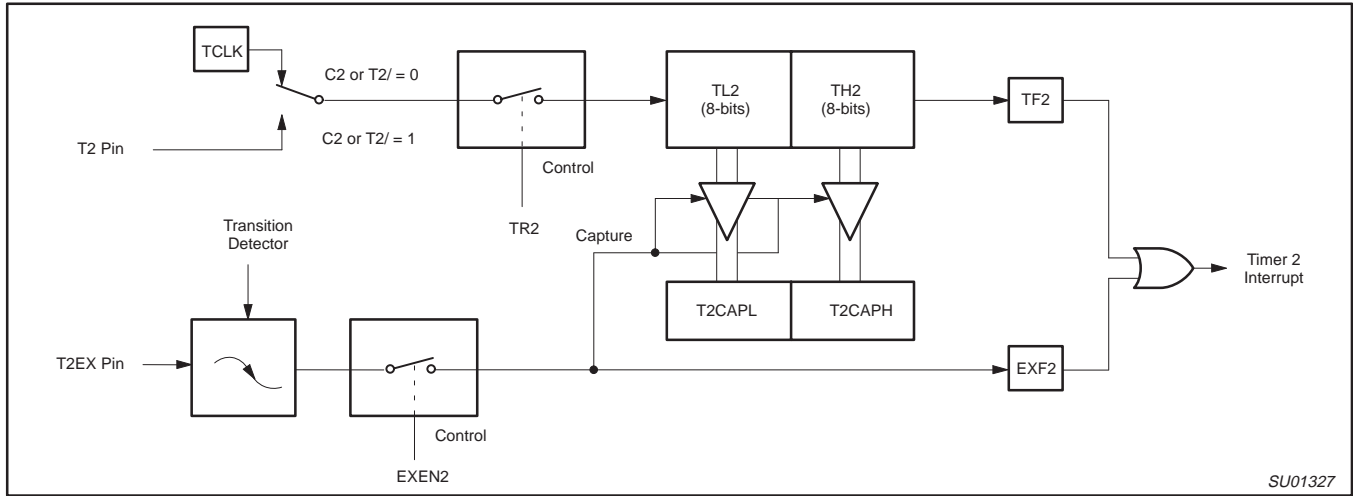 TCLK
C2 or T2/ = 0
C2 or T2/ = 1
T2 Pin
Control
TR2
TL2
(8-bits)
TH2
(8-bits)
TF2
Transition
Detector
Capture
T2CAPL
T2CAPH
Timer 2
Interrupt
T2EX Pin
Control
EXEN2
EXF2
SU01327